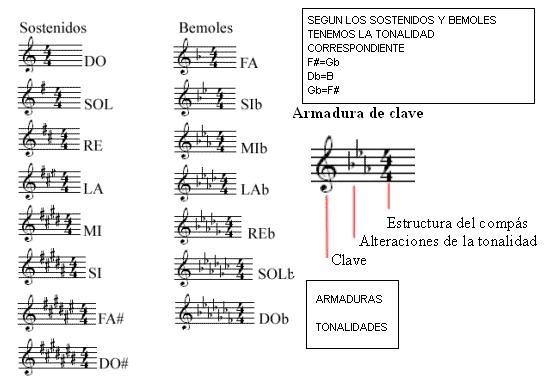 Sostenidos
DO
SOL
RE
LA
MI
SI
FA#
DO#
Bemoles
FA
SIb
MIb
LAb
REb
SOLb
DOb
SEGUN LOS SOSTENIDOS Y BEMOLES
TENEMOS LA TONALIDAD
CORRESPONDIENTE
F#=Gb
Db=B
Gb=F#
Armadura de clave
Estructura del compás
Alteraciones de la tonalidad
Clave
ARMADURAS
TONALIDADES